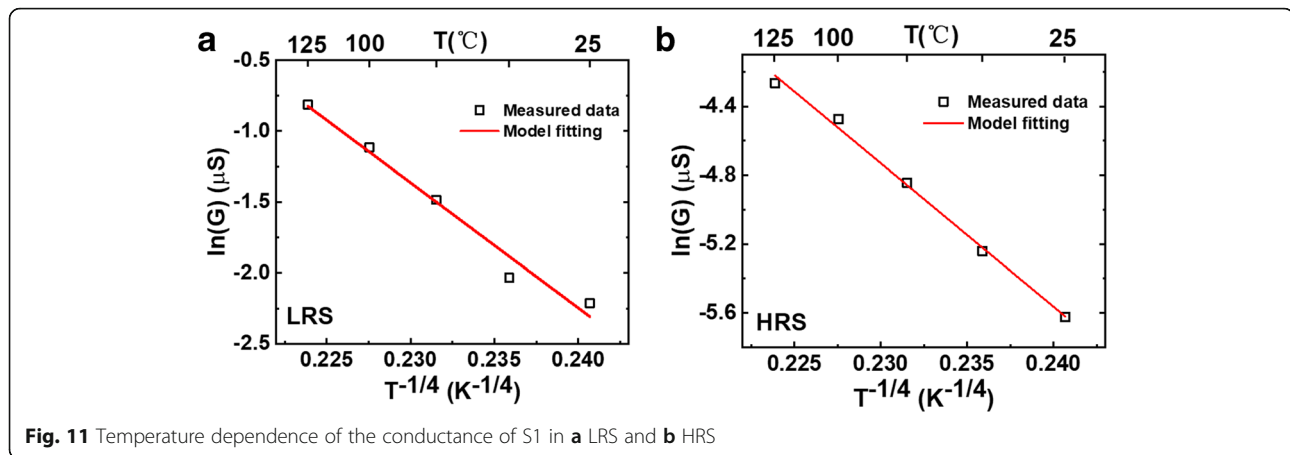 a
T(℃)
125 100 25
-0.5
-1.0
-1.5
-2.0
-2.5
ln(G) (μS)
Measured data
Model fitting
LRS
0.225 0.230 0.235 0.240
T-1/4 (K-1/4)
b
T(℃)
125 100 25
-4.4
-4.8
-5.2
-5.6
ln(G) (μS)
Measured data
Model fitting
HRS
0.225 0.230 0.235 0.240
T-1/4 (K-1/4)
Fig. 11 Temperature dependence of the conductance of S1 in a LRS and b HRS